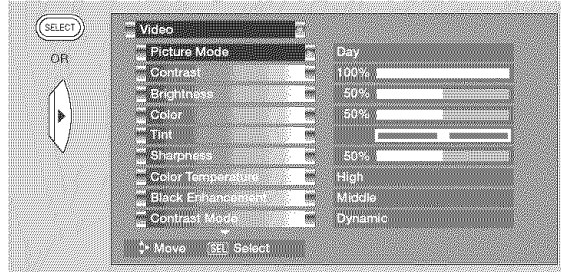 SELECT
OR
Video
Picture Mode Day
Contrast 100%
Brightness 50%
Color 50%
Tint
Sharpness 50%
Color Temperature High
Black Enhancement Middle
Contrast Mode Dynamic
Move SEL Select